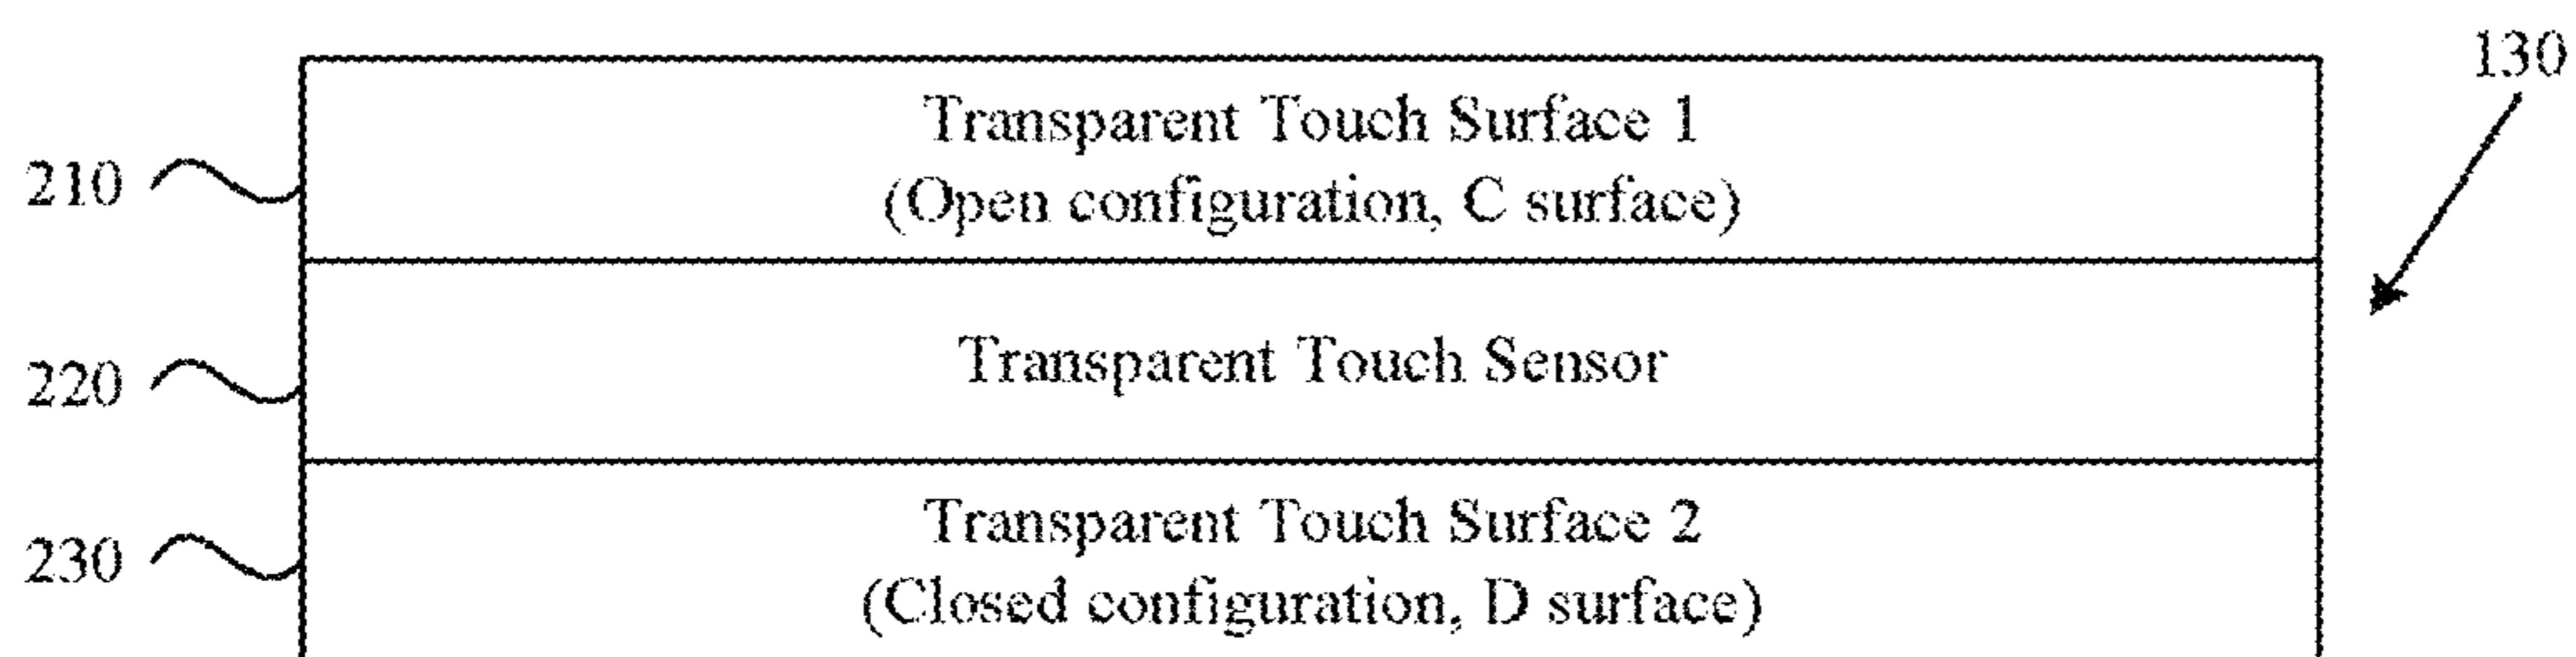 130
Transparent Touch Surface 1
210
(Open configuration, C surface)
220
Transparent Touch Sensor
Transparent Touch Surface 2
230
(Closed configuration, D surface)